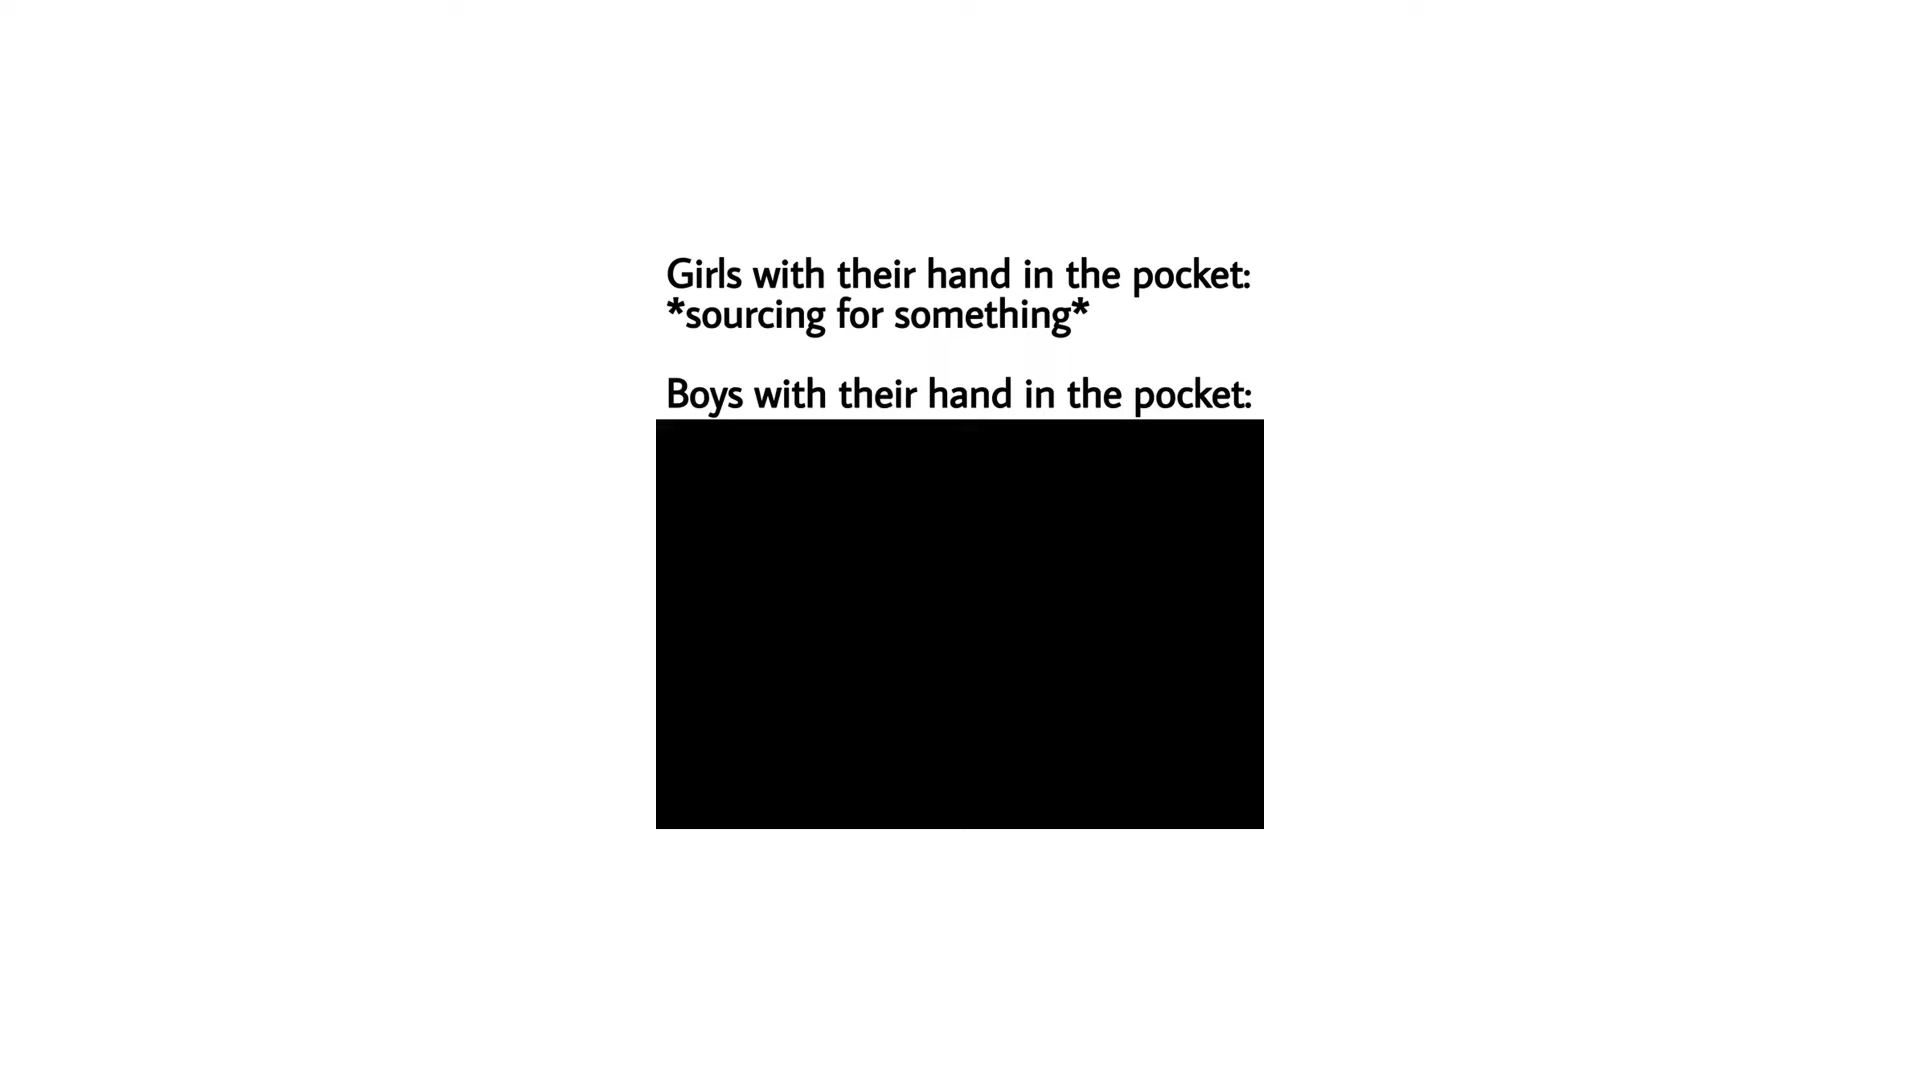 Girls with their hand in the pocket:
*sourcing for something*
Boys with their hand in the pocket: